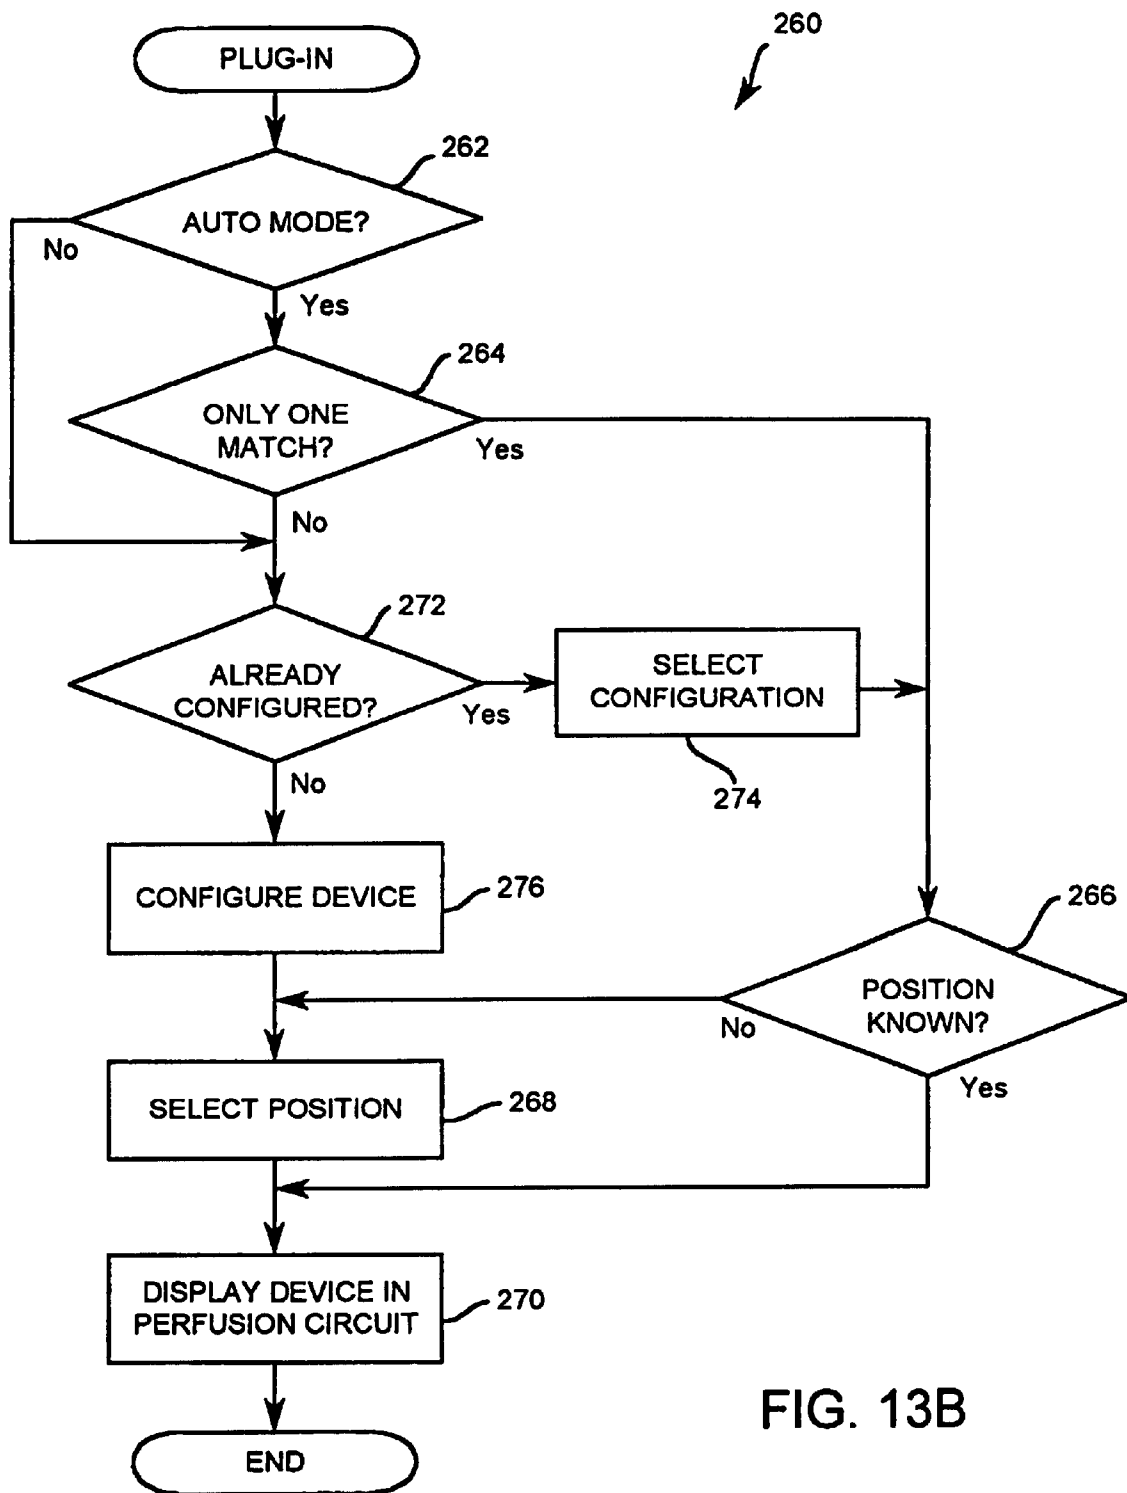 260
PLUG-IN
262
AUTO MODE?
No
Yes
264
ONLY ONE
MATCH?
Yes
No
272
ALREADY
CONFIGURED?
Yes
SELECT
CONFIGURATION
274
No
CONFIGURE DEVICE
276
266
POSITION
KNOWN?
No
Yes
SELECT POSITION
268
DISPLAY DEVICE IN
PERFUSION CIRCUIT
270
END
FIG. 13B